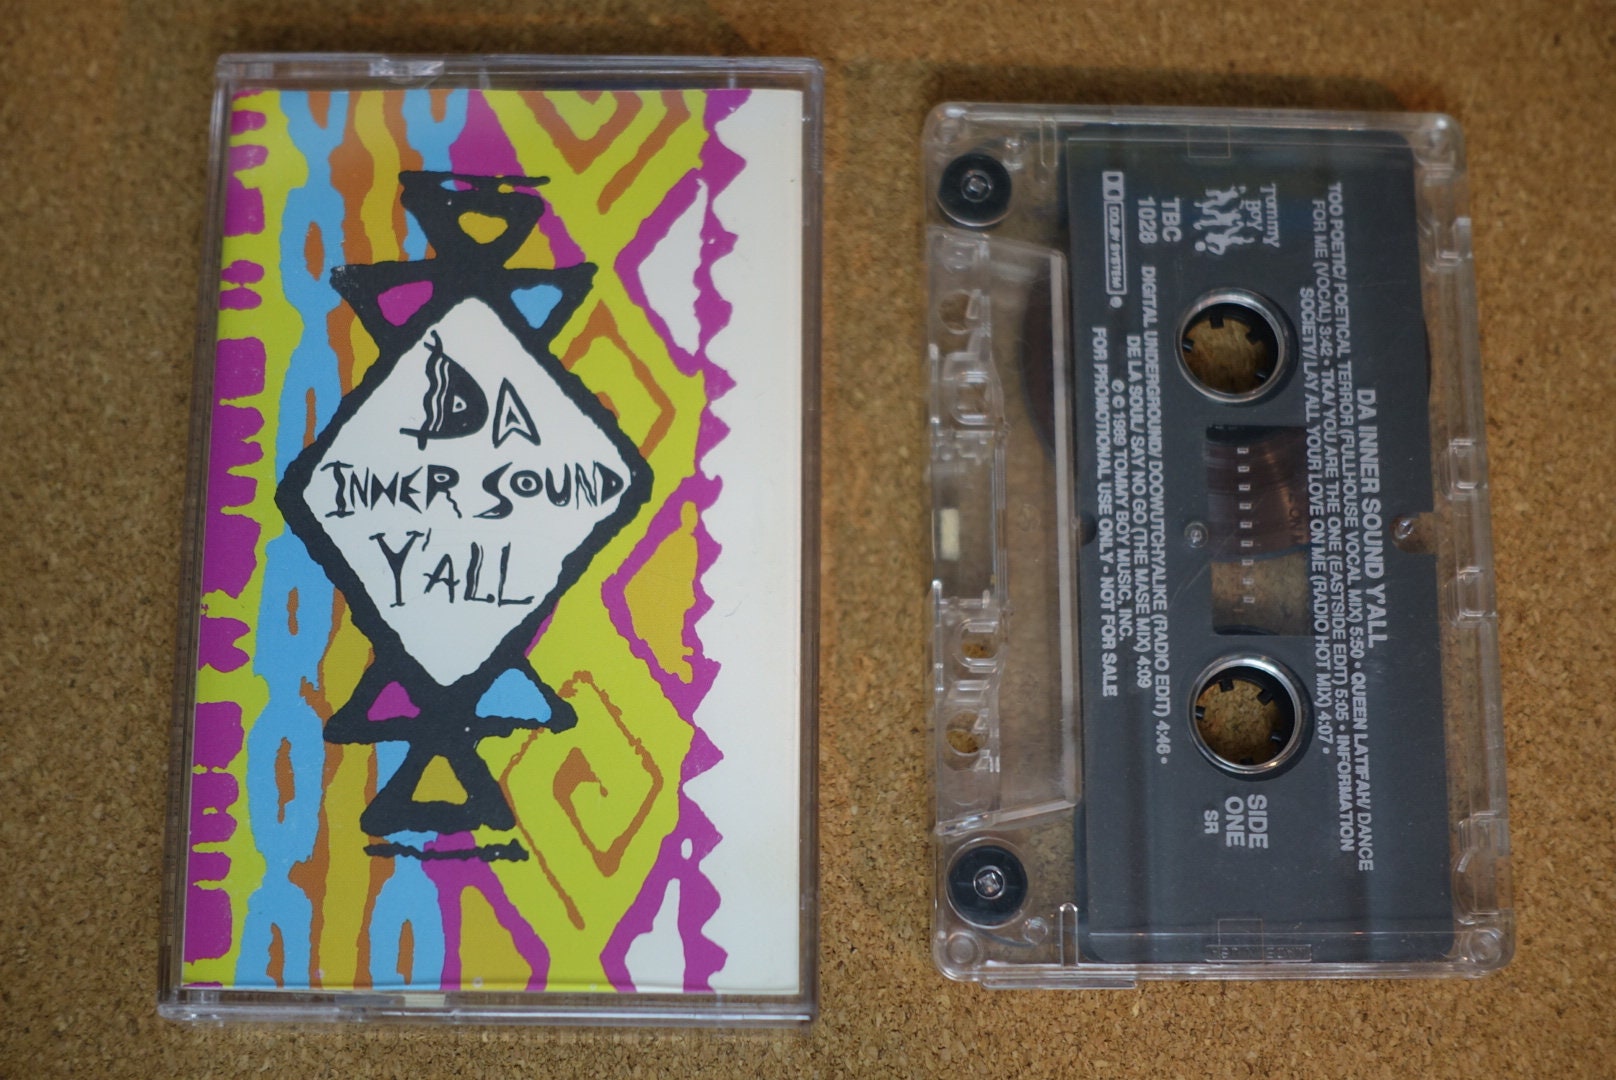 DA
INNER SOUND
Y'ALL
DA INNER SOUND Y'ALL
TOO POETIC/ POETICAL TERROR (FULLHOUSE VOCAL MIX) 5:50 • QUEEN LATIFAH/ DANCE
FOR ME (VOCAL) 3:42 • TKA/ YOU ARE THE ONE (EASTSIDE EDIT) 5:05 • INFORMATION
SOCIETY/ LAY ALL YOUR LOVE ON ME (RADIO HOT MIX) 4:07 •
Tommy
Boy
TBC
1028
DOLBY SYSTEM
SIDE
ONE
SR
DIGITAL UNDERGROUND/ DOOWUTCHYALIKE (RADIO EDIT) 4:46 •
DE LA SOUL/ SAY NO GO (THE MASE MIX) 4:09
℗ © 1989 TOMMY BOY MUSIC, INC.
FOR PROMOTIONAL USE ONLY - NOT FOR SALE